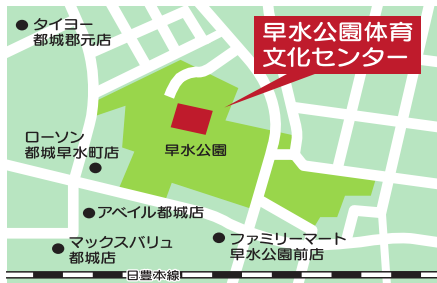 タイヨー
都城郡元店
早水公園体育
文化センター
ローソン
都城早水町店
早水公園
アベイル都城店
マックスバリュ
都城店
ファミリーマート
早水公園前店
日豊本線